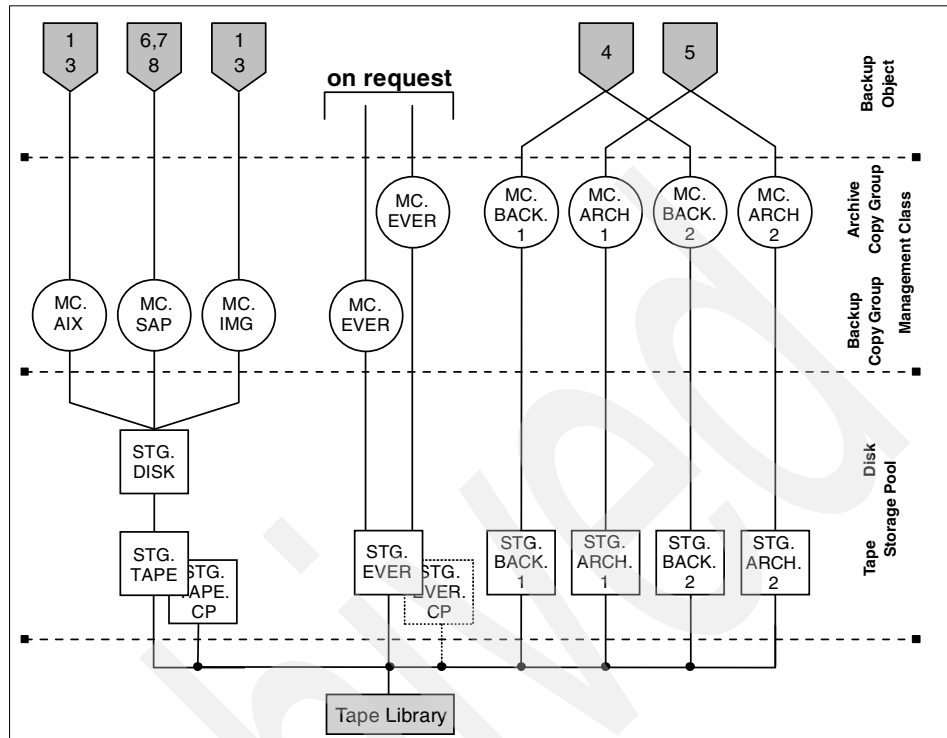 1
3
6,7
8
1
3
on request
4
5
Backup
Object
MC.
EVER
MC.
BACK.
1
MC.
ARCH
1
MC.
BACK.
2
MC.
ARCH
2
Archive
Copy Group
MC.
AIX
MC.
SAP
MC.
IMG
MC.
EVER
Backup
Copy Group
Management Class
STG.
DISK
Disk
STG.
TAPE
STG.
TAPE.
CP
STG.
EVER
STG.
EVER.
CP
STG.
BACK.
1
STG.
ARCH.
1
STG.
BACK.
2
STG.
ARCH.
2
Tape
Storage Pool
Tape Library